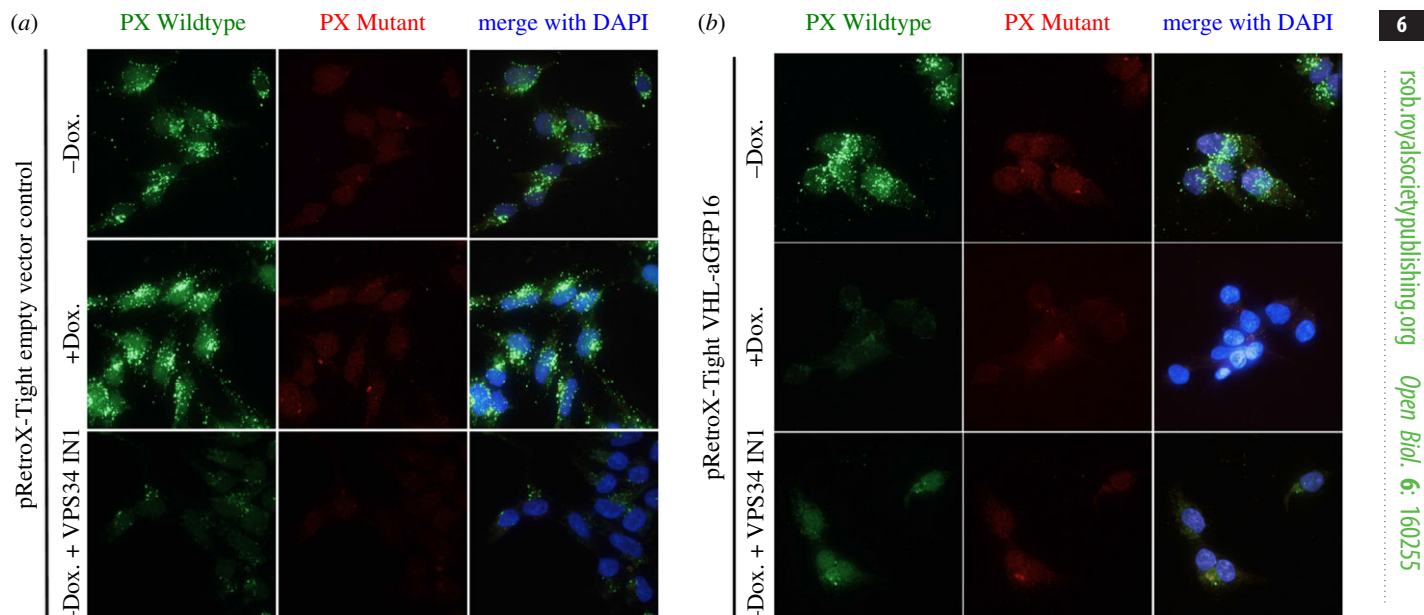 (a) PX Wildtype PX Mutant merge with DAPI
pRetroX-Tight empty vector control
–Dox.
+Dox.
–Dox. + VPS34 IN1
(b) PX Wildtype PX Mutant merge with DAPI
pRetroX-Tight VHL-aGFP16
–Dox.
+Dox.
–Dox. + VPS34 IN1
6
rsob.royalsocietypublishing.org Open Biol. 6: 160255